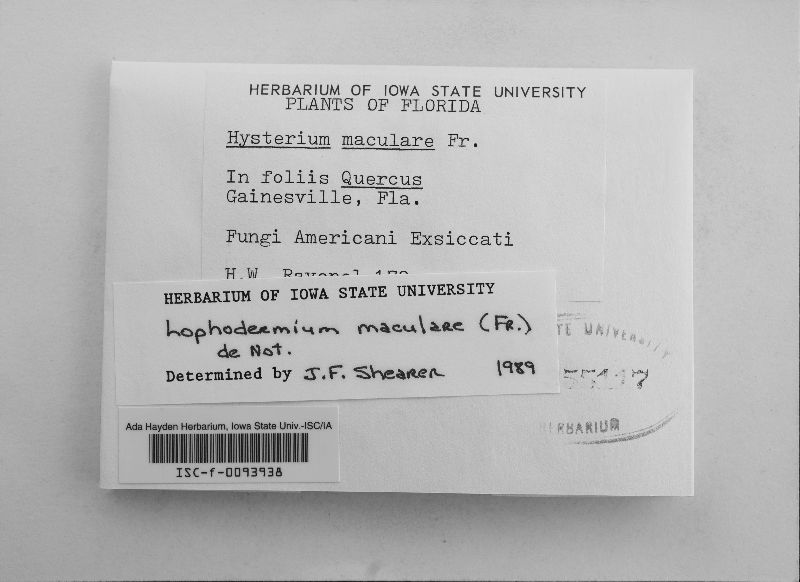 HERBARIUM OF IOWA STATE UNIVERSITY
PLANTS OF FLORIDA
Hysterium maculare Fr.
In foliis Quercus
Gainesville, Fla.
Fungi Americani Exsiccati
H.W. Ravenel
HERBARIUM OF IOWA STATE UNIVERSITY
Lophodermium maculare (Fr.)
de Not.
Determined by J.F. Shearer 1989
UNIVERSITY
HERBARIUM
Ada Hayden Herbarium, Iowa State Univ.-ISC/IA
ISC-f-0093938